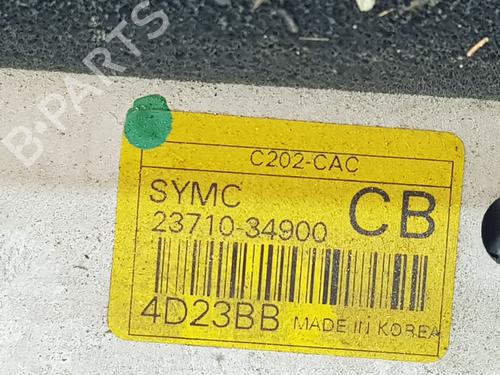 B-PARTS
C202-CAC
SYMC
23710-34900
CB
4D23BB MADE IN KOREA